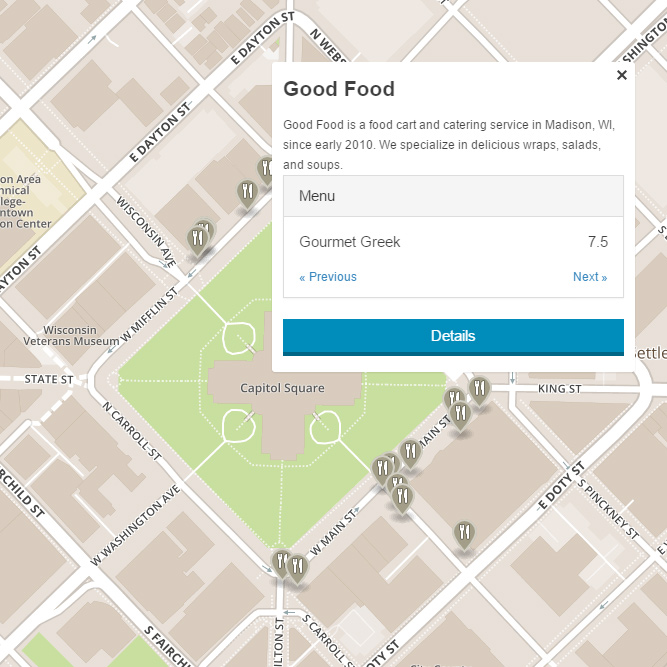 E DAYTON ST
N WEBS
SHINGTON
×
Good Food
Good Food is a food cart and catering service in Madison, WI,
since early 2010. We specialize in delicious wraps, salads,
and soups.
Menu
Gourmet Greek 7.5
« Previous Next »
Details
E DAYTON ST
on Area
hnical
lege-
ntown
on Center
WISCONSIN AVE
AYTON ST
W MIFFLIN ST
Wisconsin
Veterans Museum
STATE ST
Capitol Square
KING ST
ettle
N CARROLL ST
MAIN ST
E DOTY ST
S PINCKNEY ST
RCHILD ST
W WASHINGTON AVE
W MAIN ST
S FAIRCH
ILTON ST
S CARROLL
DOTY ST